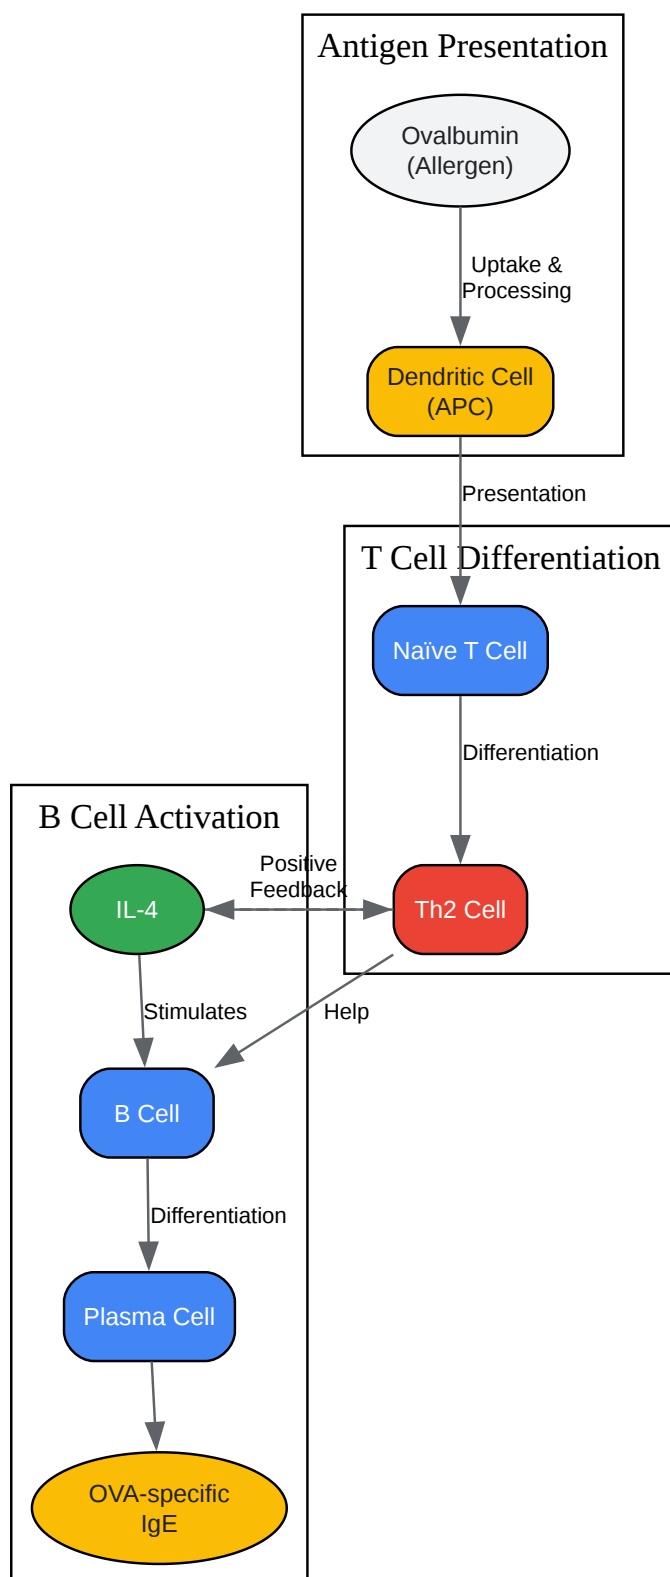 Antigen Presentation
Ovalbumin
(Allergen)
Uptake &
Processing
Dendritic Cell
(APC)
Presentation
T Cell Differentiation
Naïve T Cell
Differentiation
B Cell Activation
Positive
Feedback
IL-4
Th2 Cell
Stimulates
Help
B Cell
Differentiation
Plasma Cell
OVA-specific
IgE